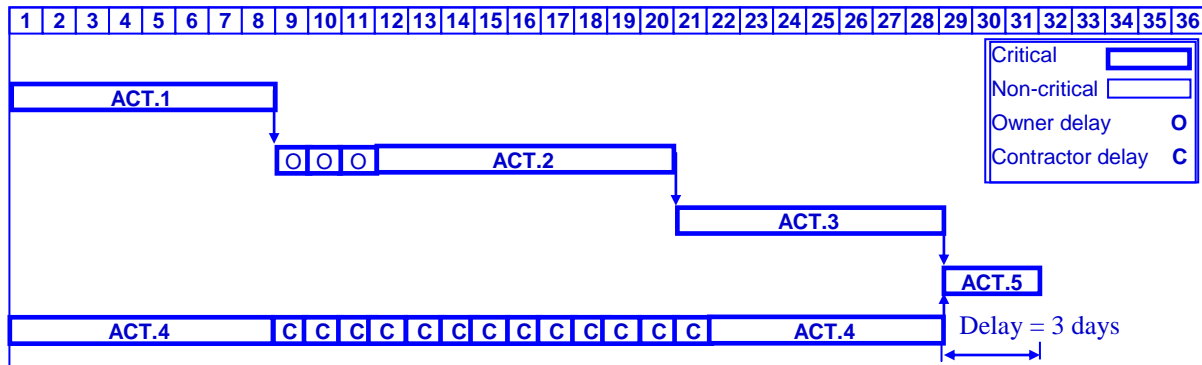 1 2 3 4 5 6 7 8 9 10 11 12 13 14 15 16 17 18 19 20 21 22 23 24 25 26 27 28 29 30 31 32 33 34 35 36
Critical
Non-critical
Owner delay O
Contractor delay C
ACT.1
O O O ACT.2
ACT.3
ACT.5
ACT.4 C C C C C C C C C C C C C ACT.4
Delay = 3 days